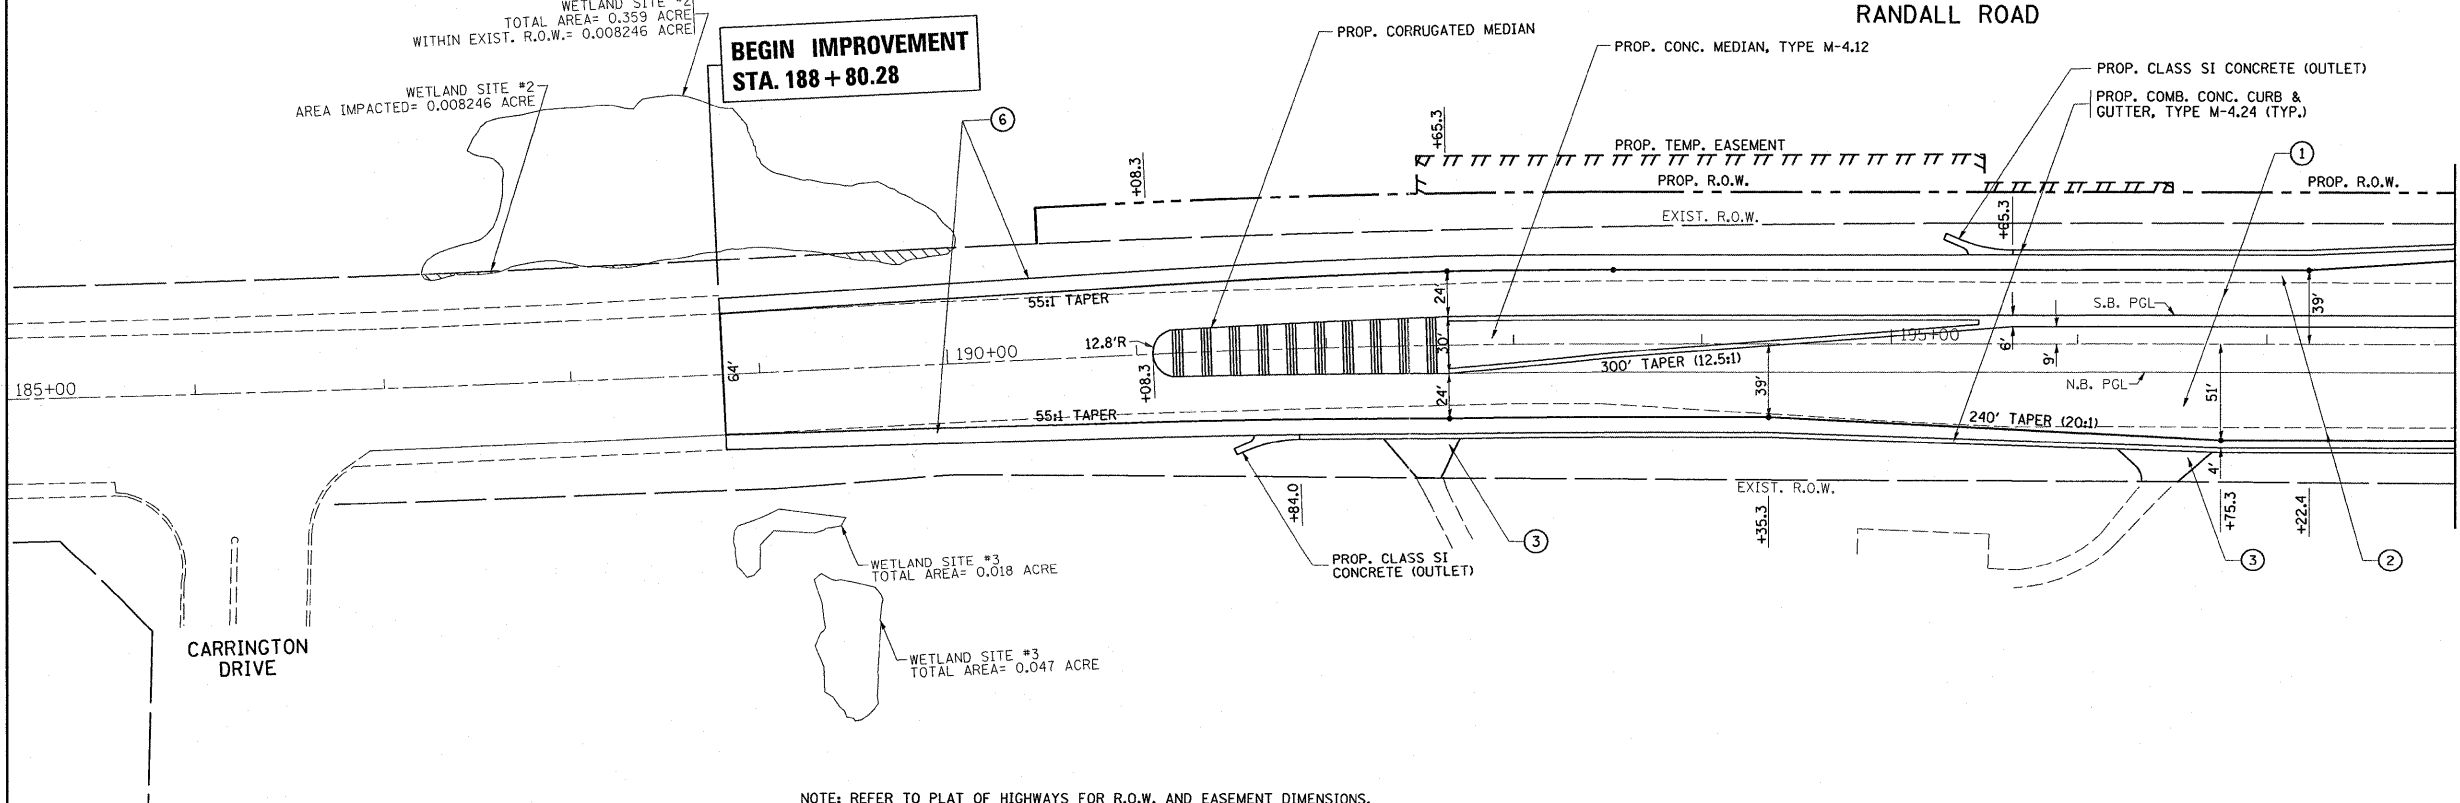 WETLAND SITE #2
TOTAL AREA= 0.359 ACRE
WITHIN EXIST. R.O.W.= 0.008246 ACRE
BEGIN IMPROVEMENT
STA. 188+80.28
RANDALL ROAD
PROP. CORRUGATED MEDIAN
PROP. CONC. MEDIAN, TYPE M-4.12
PROP. CLASS SI CONCRETE (OUTLET)
PROP. COMB. CONC. CURB &
GUTTER, TYPE M-4.24 (TYP.)
WETLAND SITE #2
AREA IMPACTED= 0.008246 ACRE
6
+08.3
+65.3
PROP. TEMP. EASEMENT
1
PROP. R.O.W.
PROP. R.O.W.
EXIST. R.O.W.
+65.3
55:1 TAPER
24'
S.B. PGL
39'
12.8'R
190+00
30'
195+00
6'
9'
185+00
64'
+08.3
300' TAPER (12.5:1)
N.B. PGL
24'
39'
51'
55:1 TAPER
240' TAPER (20:1)
4'
EXIST. R.O.W.
+84.0
+35.3
+75.3
+22.4
3
3
2
PROP. CLASS SI
CONCRETE (OUTLET)
WETLAND SITE #3
TOTAL AREA= 0.018 ACRE
WETLAND SITE #3
TOTAL AREA= 0.047 ACRE
CARRINGTON
DRIVE
NOTE: REFER TO PLAT OF HIGHWAYS FOR R.O.W. AND EASEMENT DIMENSIONS.